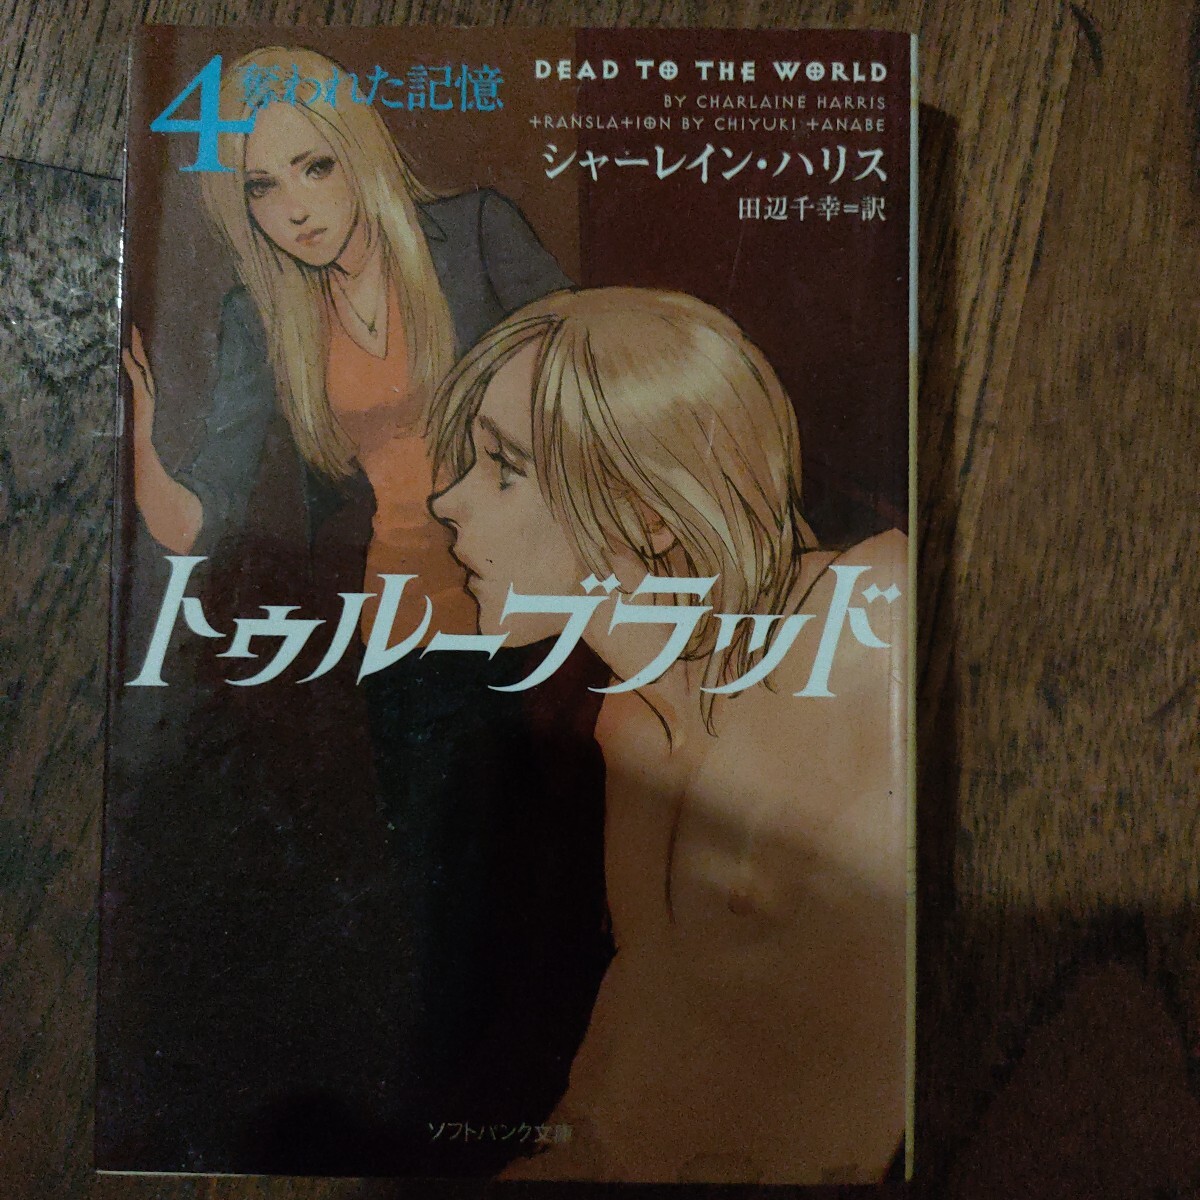 4 奪われた記憶
DEAD TO THE WORLD
BY CHARLAINE HARRIS
TRANSLATION BY CHIYUKI TANABE
シャーレイン・ハリス
田辺千幸=訳
トゥルーブラッド
ソフトバンク文庫